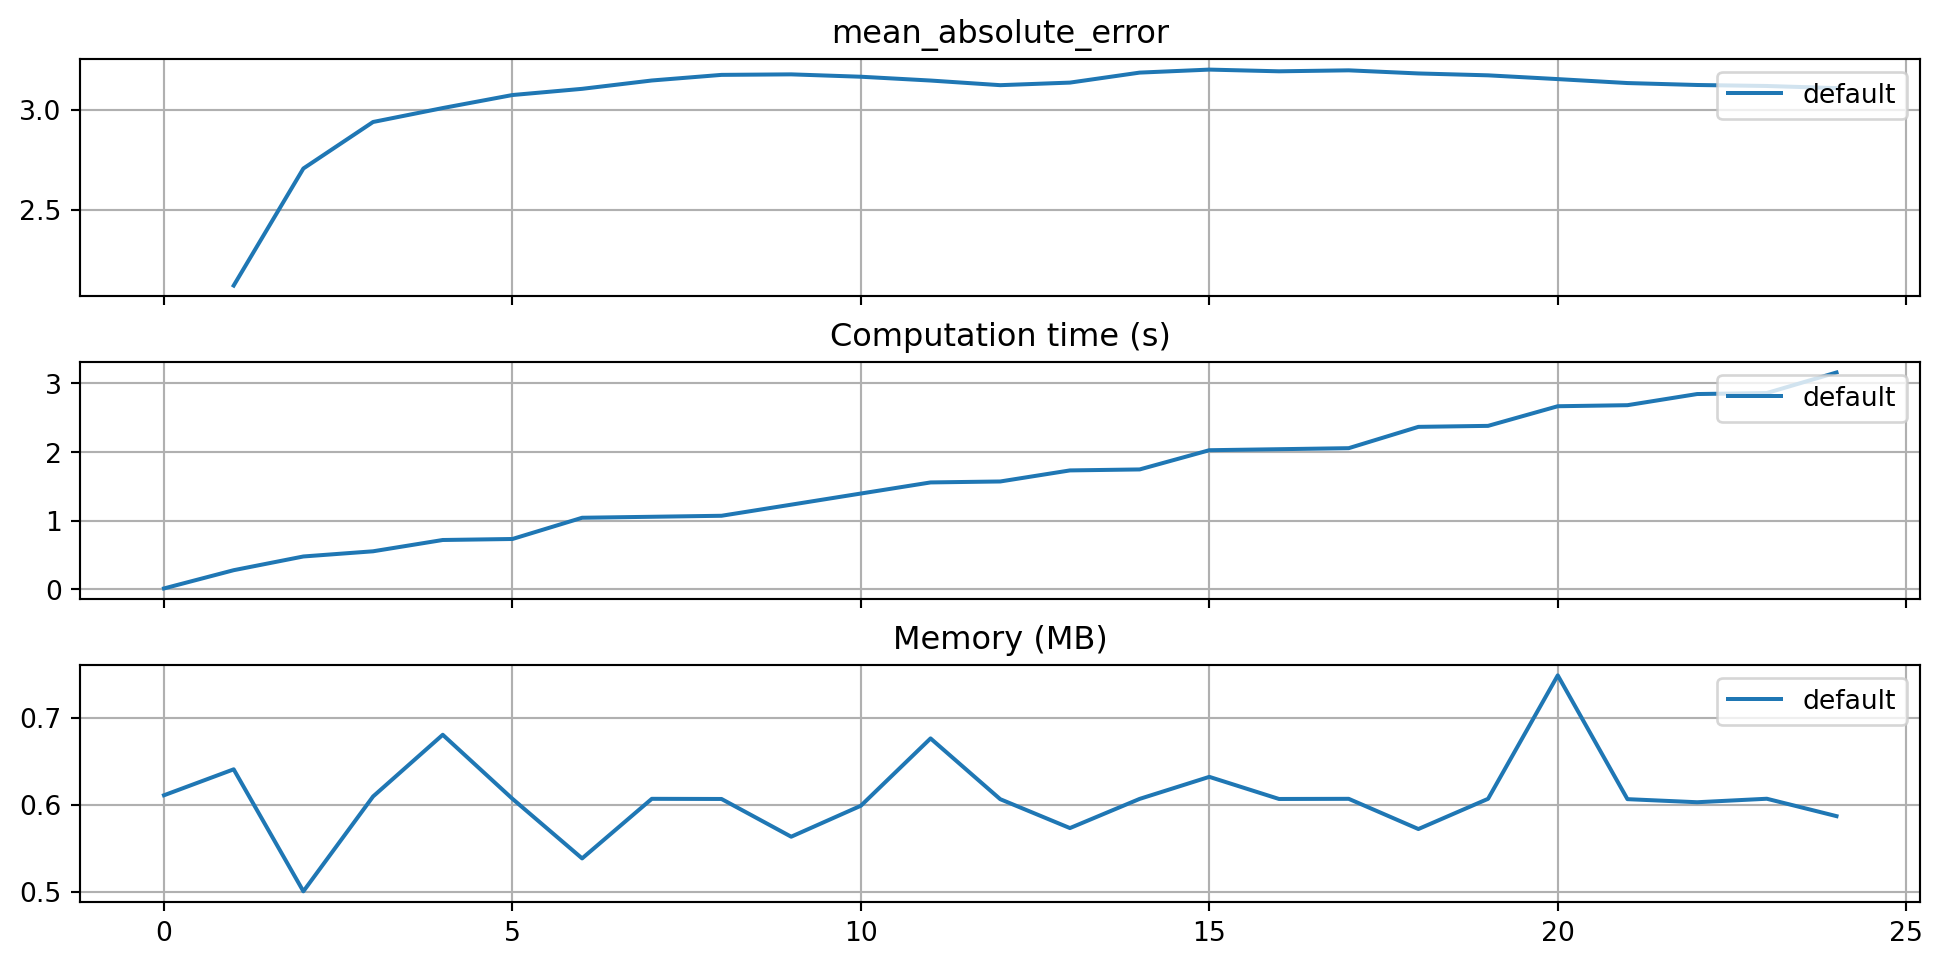 mean_absolute_error
3.0
2.5
default
Computation time (s)
3
2
1
0
default
Memory (MB)
0.7
0.6
0.5
default
0 5 10 15 20 25